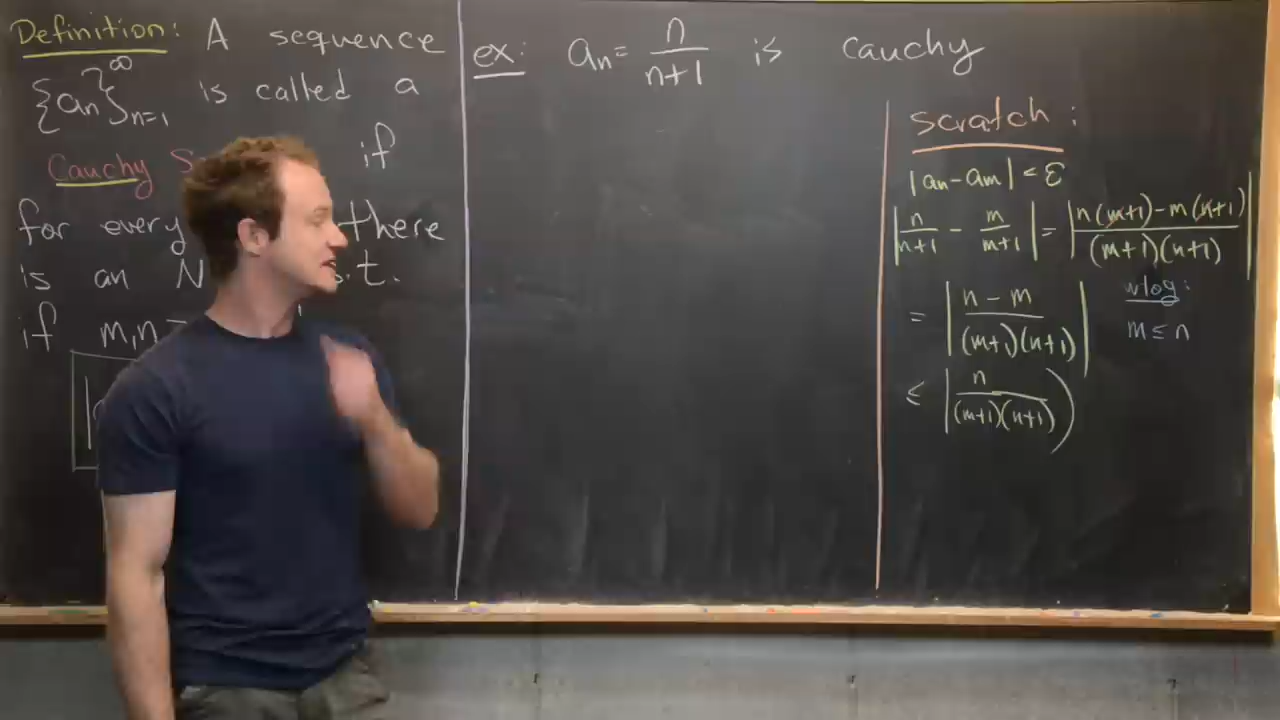 Definition: A sequence
{an}∞n=1 is called a
Cauchy if
for every there
is an N s.t.
if m,n
ex: an = n/(n+1) is cauchy
scratch:
|an - am| < ε
|n/(n+1) - m/(m+1)| = |(n(m+1) - m(n+1))/((m+1)(n+1))|
= |(n - m)/((m+1)(n+1))|
wlog:
m ≤ n
≤ |n/((m+1)(n+1))|